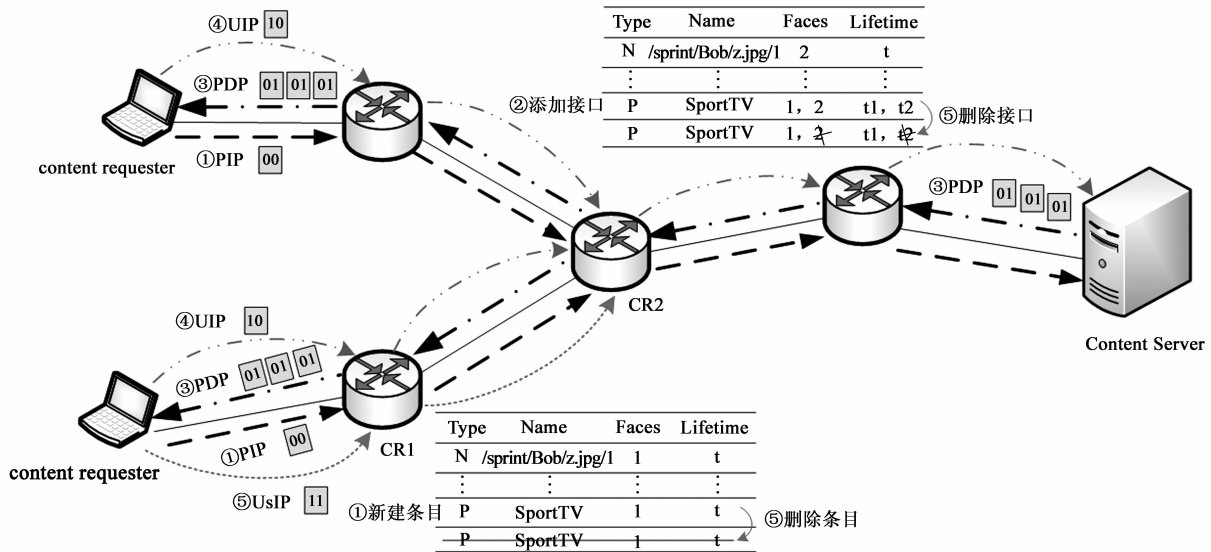 ④UIP 10
③PDP 01 01 01
①PIP 00
content requester
Type Name Faces Lifetime
N /sprint/Bob/z.jpg/1 2 t
⋮ ⋮ ⋮ ⋮
②添加接口 P SportTV 1，2 t1，t2 ⑤删除接口
P SportTV 1，2 t1，t2
③PDP 01 01 01
CR2
Content Server
④UIP 10
③PDP 01 01 01
①PIP 00
content requester
⑤UsIP 11
CR1
Type Name Faces Lifetime
N /sprint/Bob/z.jpg/1 1 t
⋮ ⋮ ⋮ ⋮
①新建条目 P SportTV 1 t ⑤删除条目
P SportTV 1 t